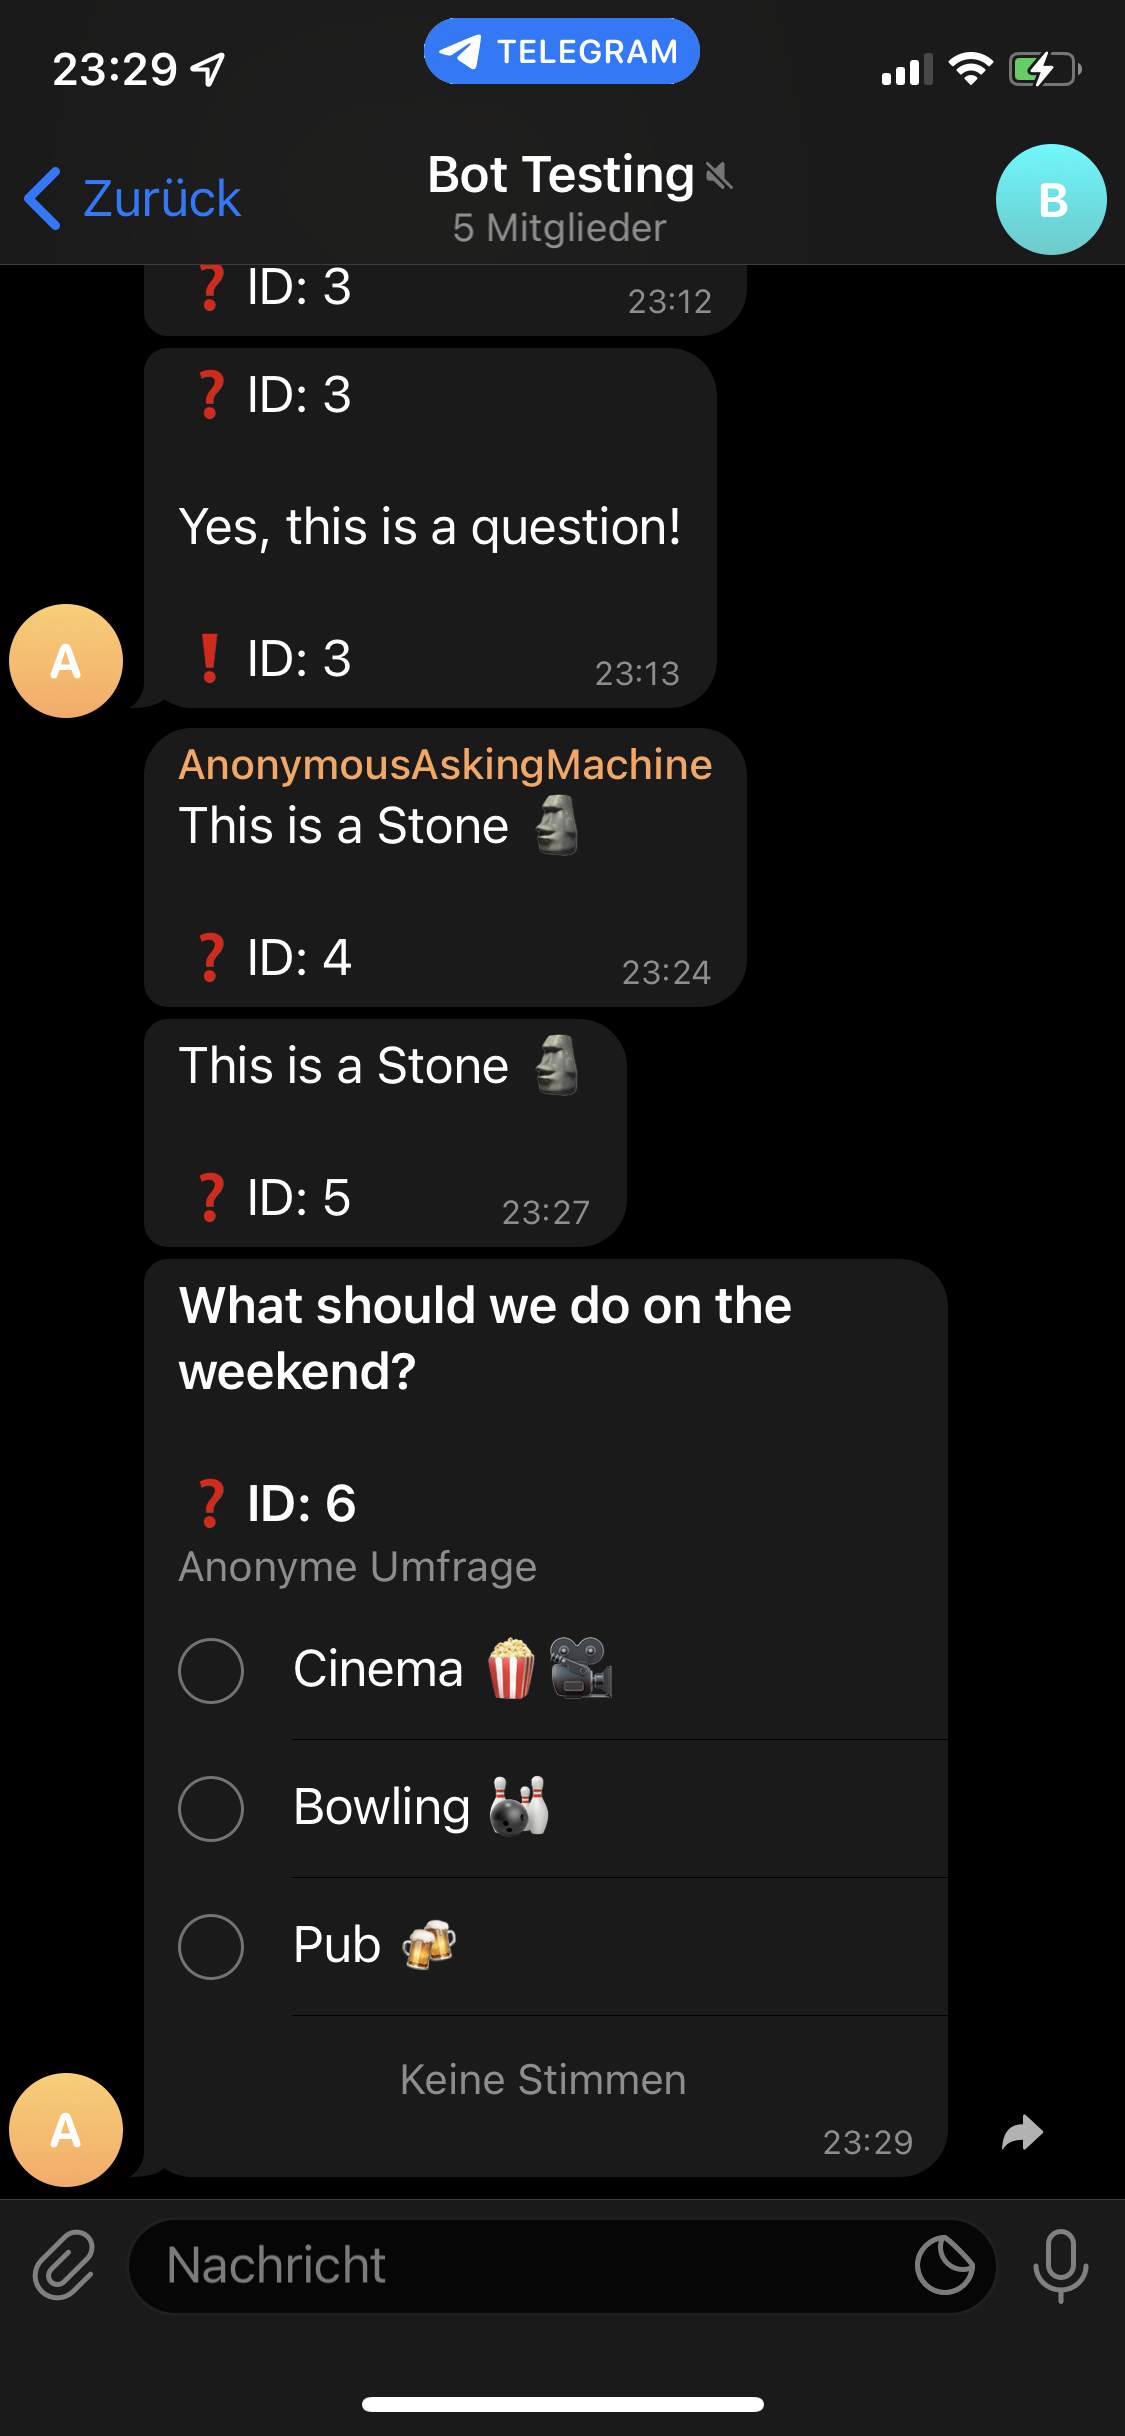 23:29
TELEGRAM
Zurück
Bot Testing
5 Mitglieder
B
❓ ID: 3
23:12
❓ ID: 3
Yes, this is a question!
❗ ID: 3
23:13
A
AnonymousAskingMachine
This is a Stone 🗿
❓ ID: 4
23:24
This is a Stone 🗿
❓ ID: 5
23:27
What should we do on the
weekend?
❓ ID: 6
Anonyme Umfrage
Cinema 🍿🎥
Bowling 🎳
Pub 🍻
Keine Stimmen
23:29
A
Nachricht